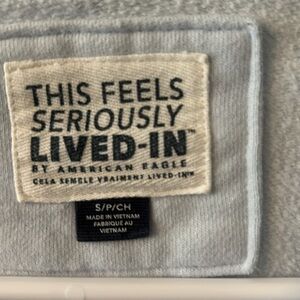 THIS FEELS
SERIOUSLY
LIVED-IN™
BY AMERICAN EAGLE
CELA SEMBLE VRAIMENT LIVED-IN™
S/P/CH
MADE IN VIETNAM
FABRIQUÉ AU
VIETNAM